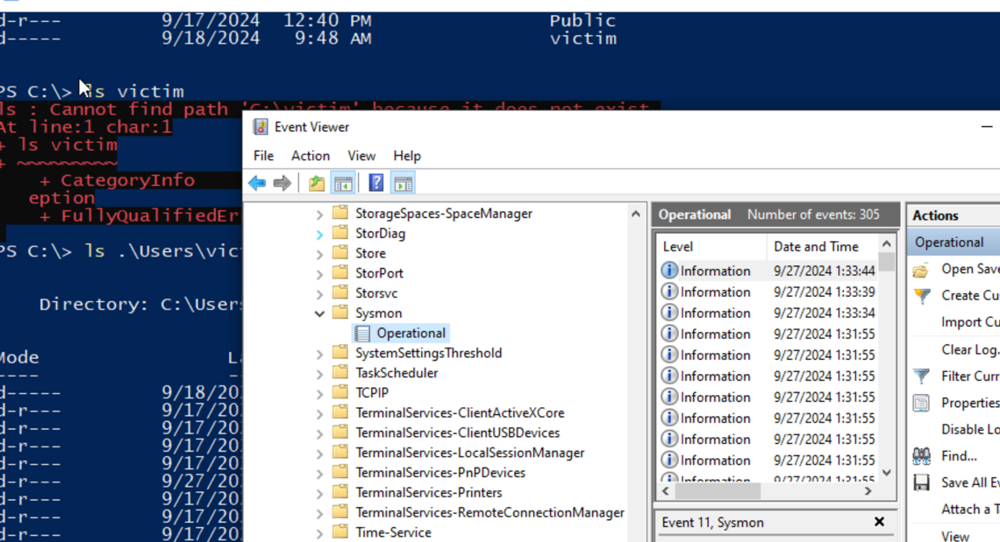 d-r--- 9/17/2024 12:40 PM Public
d----- 9/18/2024 9:48 AM victim
PS C:\> ls victim
ls : Cannot find path 'C:\victim' because it does not exist.
At line:1 char:1
+ ls victim
+ ~~~~~~~~~
+ CategoryInfo
eption
+ FullyQualifiedEr
PS C:\> ls .\Users\vic
Directory: C:\User
Mode
----
d----- 9/18/20
d-r--- 9/17/20
d-r--- 9/17/20
d-r--- 9/17/20
d-r--- 9/17/20
d-r--- 9/27/20
d-r--- 9/17/20
d-r--- 9/17/20
d-r--- 9/17/20
Event Viewer
File Action View Help
StorageSpaces-SpaceManager
StorDiag
Store
StorPort
Storsvc
Sysmon
Operational
SystemSettingsThreshold
TaskScheduler
TCPIP
TerminalServices-ClientActiveXCore
TerminalServices-ClientUSBDevices
TerminalServices-LocalSessionManager
TerminalServices-PnPDevices
TerminalServices-Printers
TerminalServices-RemoteConnectionManager
Time-Service
Operational Number of events: 305
Level Date and Time
Information 9/27/2024 1:33:44
Information 9/27/2024 1:33:39
Information 9/27/2024 1:33:34
Information 9/27/2024 1:31:55
Information 9/27/2024 1:31:55
Information 9/27/2024 1:31:55
Information 9/27/2024 1:31:55
Information 9/27/2024 1:31:55
Information 9/27/2024 1:31:55
Information 9/27/2024 1:31:55
Information 9/27/2024 1:31:55
Event 11, Sysmon
Actions
Operational
Open Save
Create Cu
Import Cu
Clear Log.
Filter Curr
Properties
Disable Lo
Find...
Save All Ev
Attach a T
View